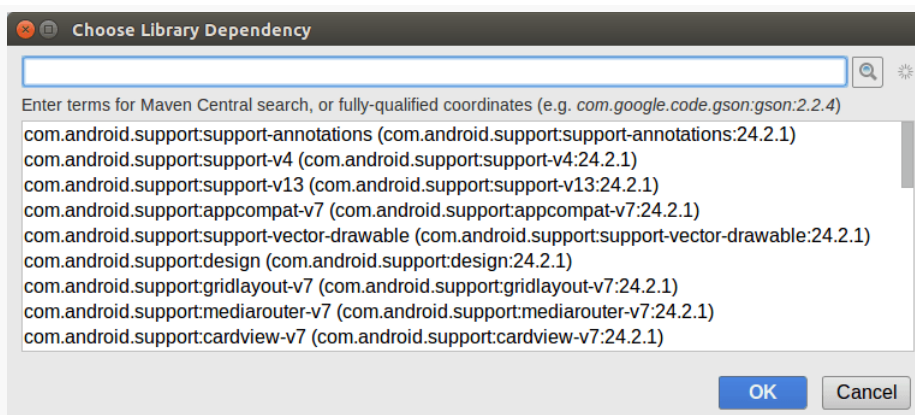 Choose Library Dependency
Enter terms for Maven Central search, or fully-qualified coordinates (e.g. com.google.code.gson:gson:2.2.4)
com.android.support:support-annotations (com.android.support:support-annotations:24.2.1)
com.android.support:support-v4 (com.android.support:support-v4:24.2.1)
com.android.support:support-v13 (com.android.support:support-v13:24.2.1)
com.android.support:appcompat-v7 (com.android.support:appcompat-v7:24.2.1)
com.android.support:support-vector-drawable (com.android.support:support-vector-drawable:24.2.1)
com.android.support:design (com.android.support:design:24.2.1)
com.android.support:gridlayout-v7 (com.android.support:gridlayout-v7:24.2.1)
com.android.support:mediarouter-v7 (com.android.support:mediarouter-v7:24.2.1)
com.android.support:cardview-v7 (com.android.support:cardview-v7:24.2.1)
OK Cancel